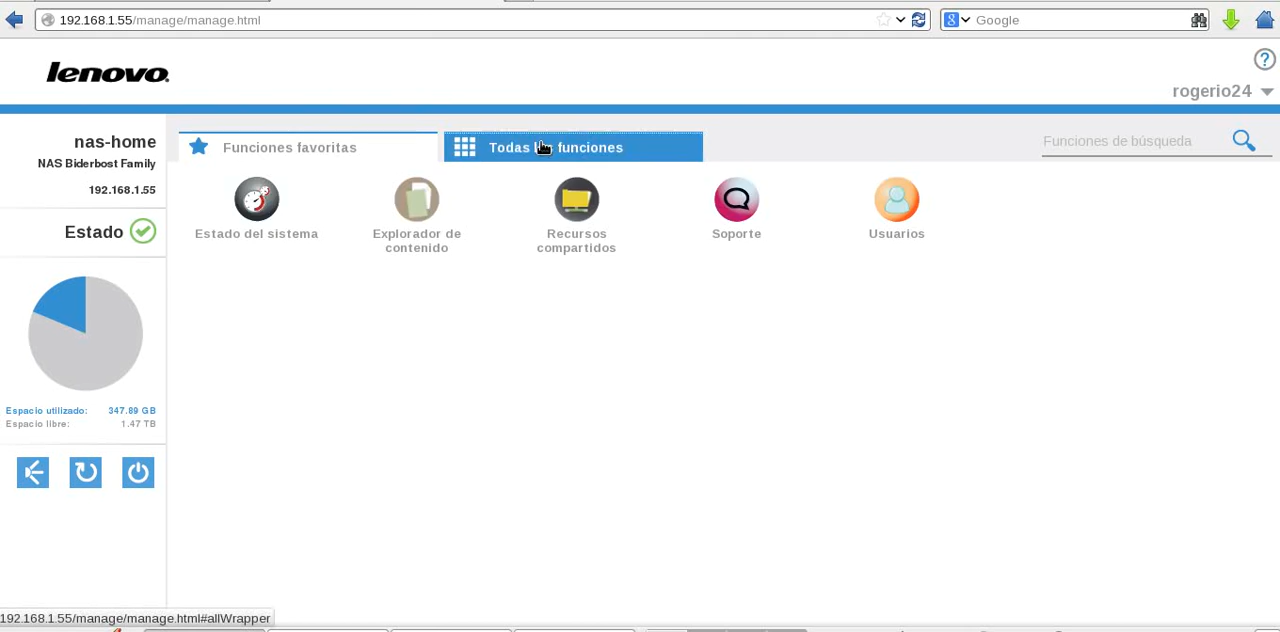 192.168.1.55/manage/manage.html
Google
lenovo
rogerio24
nas-home
NAS Biderbost Family
192.168.1.55
Estado
Espacio utilizado: 347.89 GB
Espacio libre: 1.47 TB
Funciones favoritas
Todas funciones
Funciones de búsqueda
Estado del sistema
Explorador de
contenido
Recursos
compartidos
Soporte
Usuarios
192.168.1.55/manage/manage.html#allWrapper